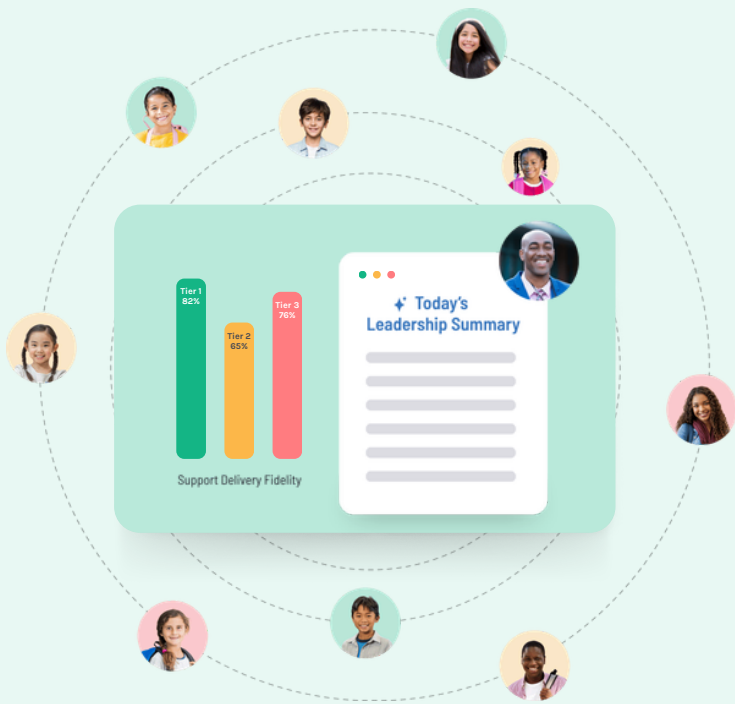 Tier 1
82%
Tier 2
65%
Tier 3
76%
Support Delivery Fidelity
Today's
Leadership Summary